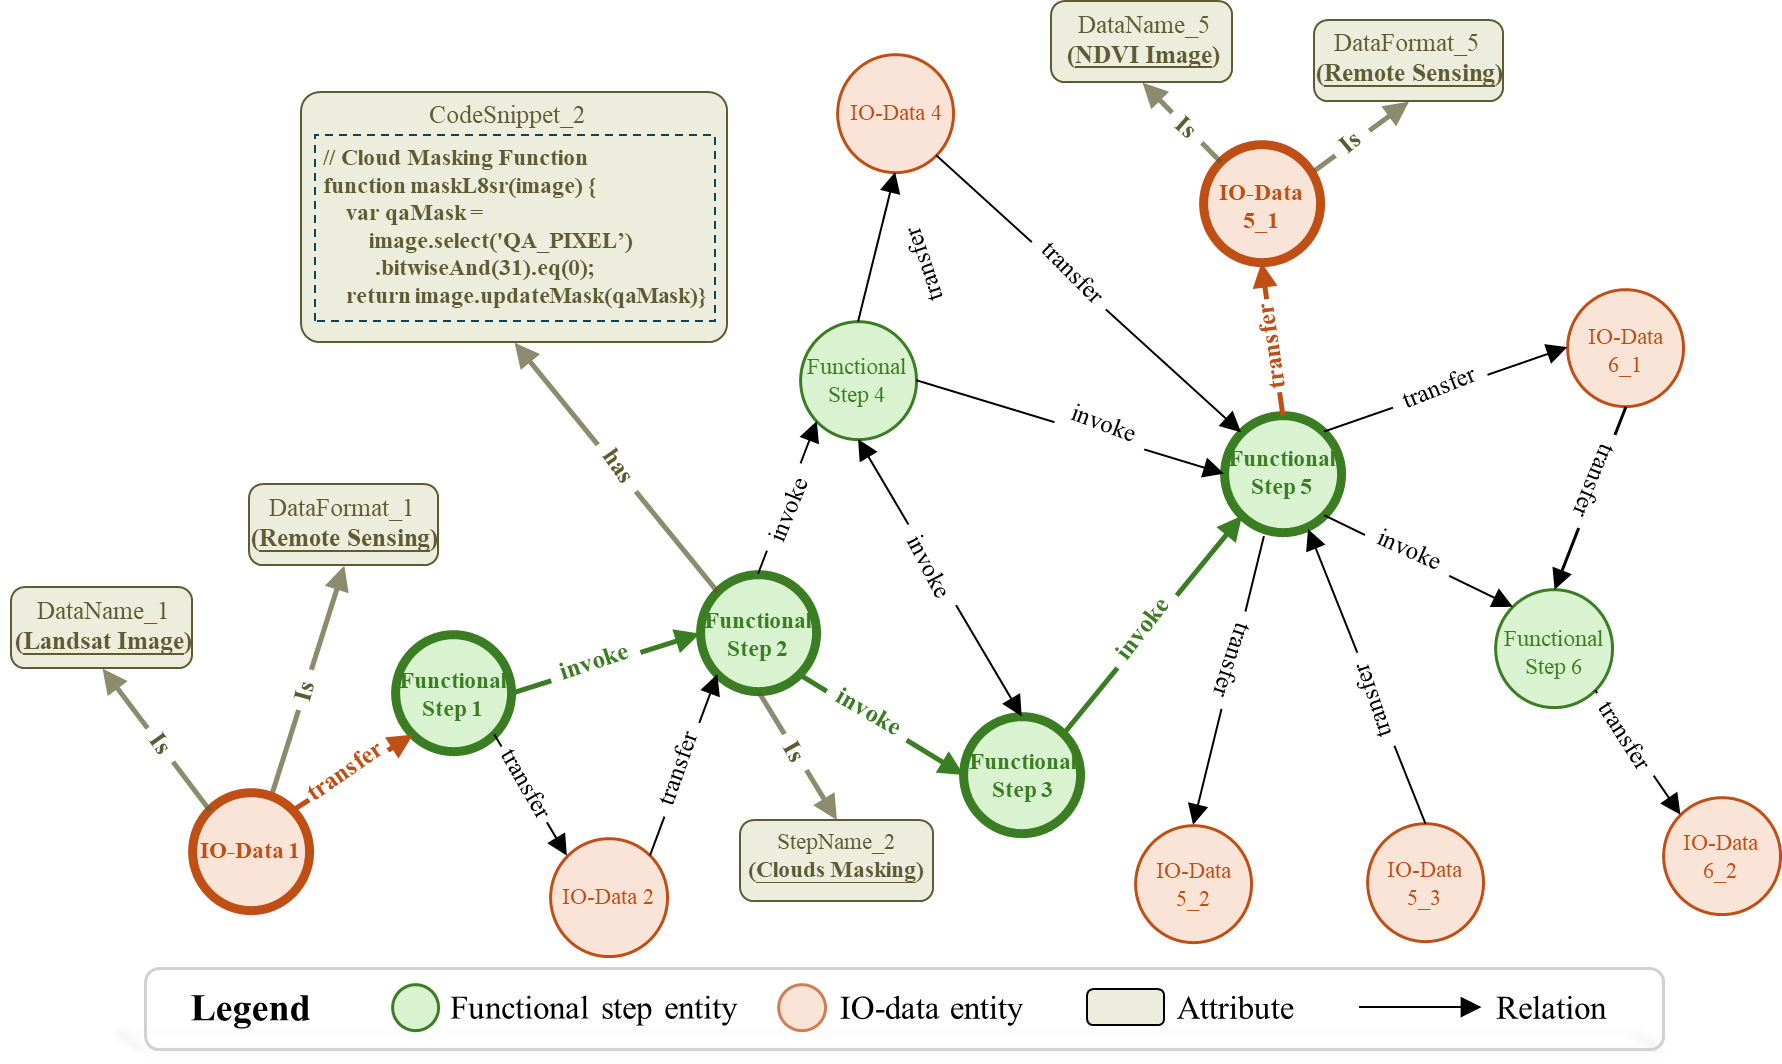 DataName_5
(NDVI Image)
DataFormat_5
(Remote Sensing)
CodeSnippet_2
// Cloud Masking Function
function maskL8sr(image) {
var qaMask =
image.select('QA_PIXEL’)
.bitwiseAnd(31).eq(0);
return image.updateMask(qaMask)}
IO-Data 4
Is
Is
IO-Data
5_1
transfer
transfer
transfer
IO-Data
6_1
Functional
Step 4
transfer
invoke
transfer
has
Functional
Step 5
DataFormat_1
(Remote Sensing)
invoke
invoke
invoke
DataName_1
(Landsat Image)
Functional
Step 2
invoke
transfer
Functional
Step 6
invoke
Functional
Step 1
Is
Is
transfer
invoke
Is
transfer
transfer
transfer
transfer
Functional
Step 3
IO-Data 1
StepName_2
(Clouds Masking)
IO-Data 2
IO-Data
5_2
IO-Data
5_3
IO-Data
6_2
Legend
Functional step entity
IO-data entity
Attribute
Relation